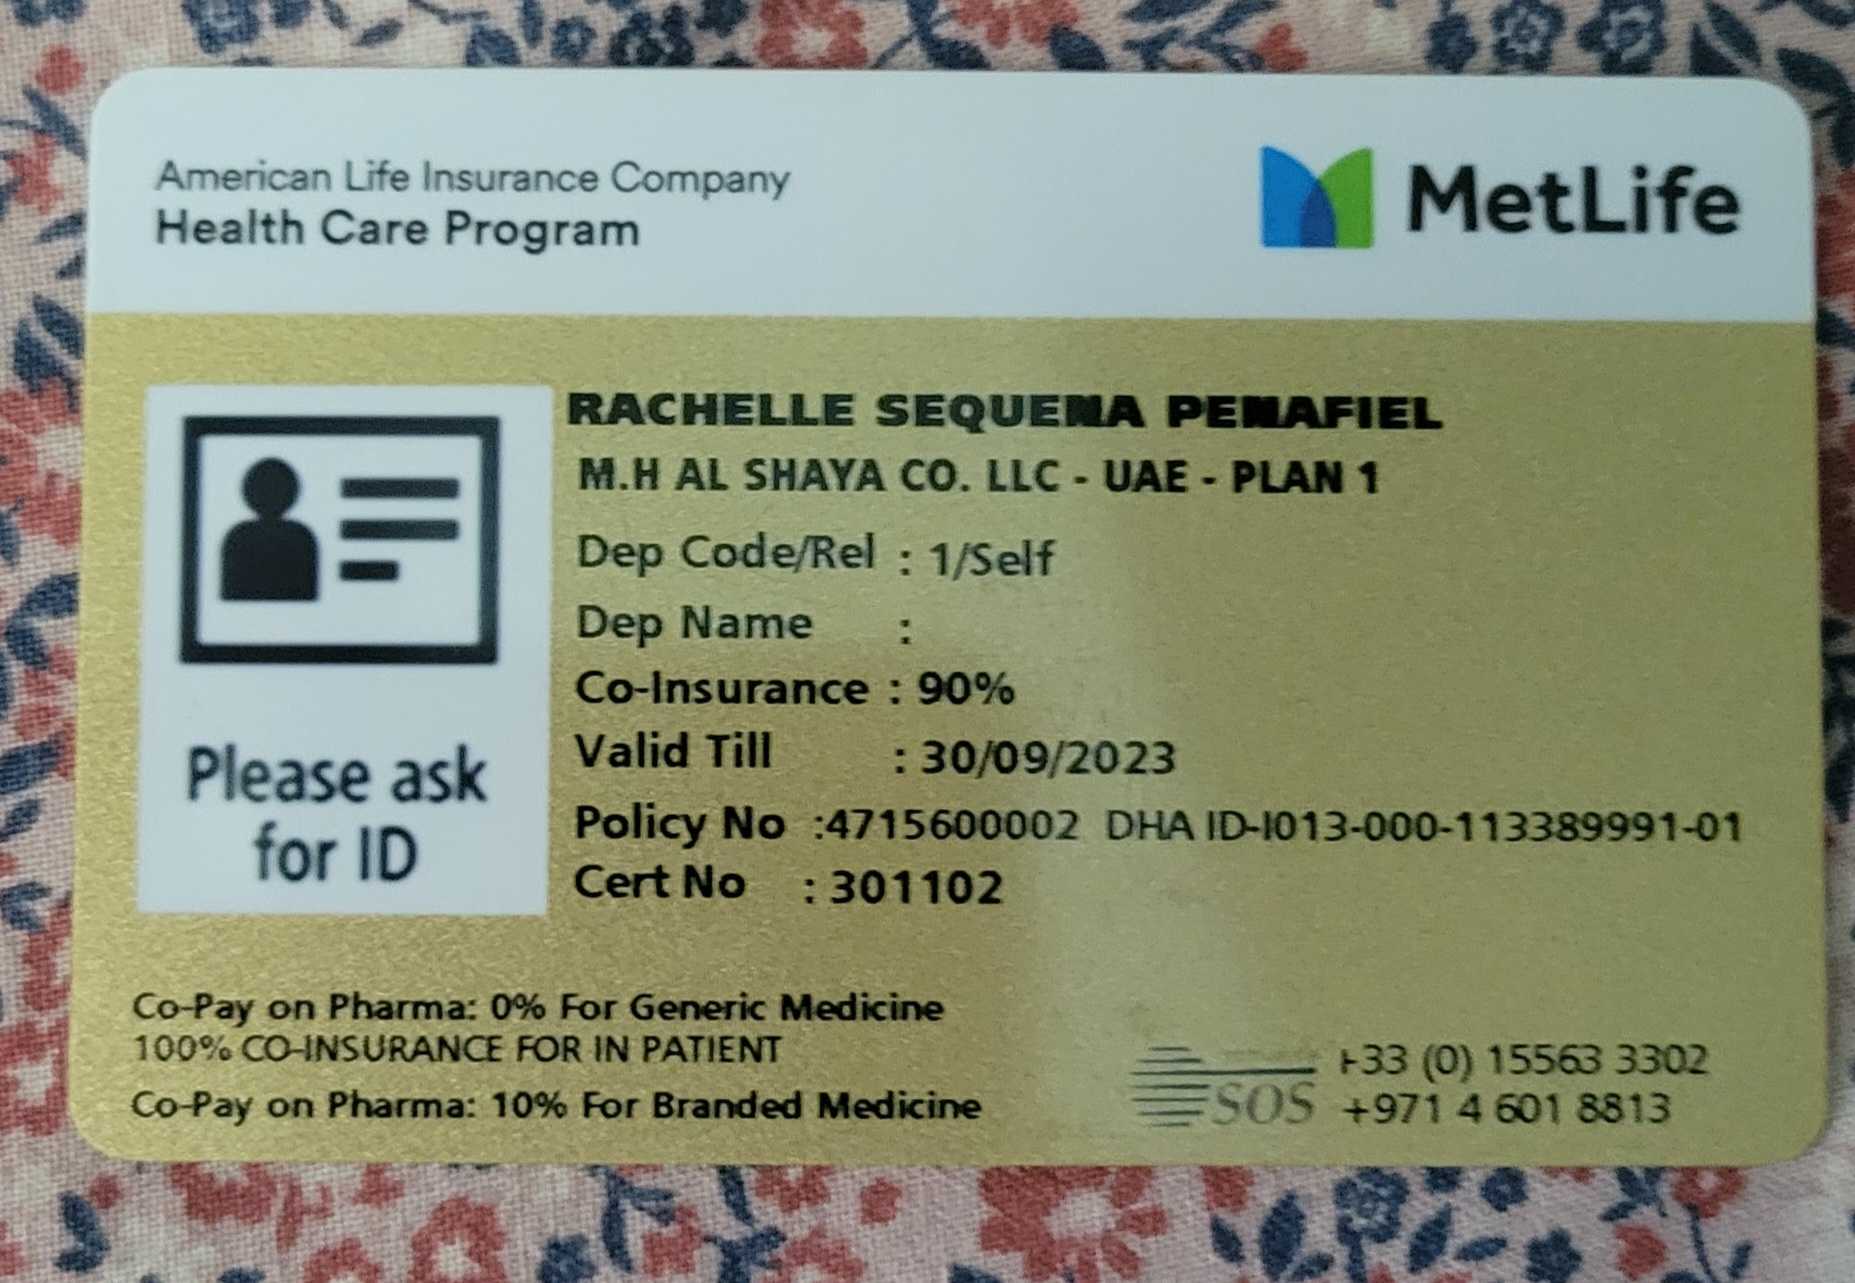 American Life Insurance Company
Health Care Program
MetLife
RACHELLE SEQUENA PENAFIEL
M.H AL SHAYA CO. LLC - UAE - PLAN 1
Dep Code/Rel : 1/Self
Dep Name :
Co-Insurance : 90%
Valid Till : 30/09/2023
Policy No :4715600002 DHA ID-I013-000-113389991-01
Cert No : 301102
Please ask
for ID
Co-Pay on Pharma: 0% For Generic Medicine
100% CO-INSURANCE FOR IN PATIENT
Co-Pay on Pharma: 10% For Branded Medicine
SOS
+33 (0) 15563 3302
+971 4 601 8813